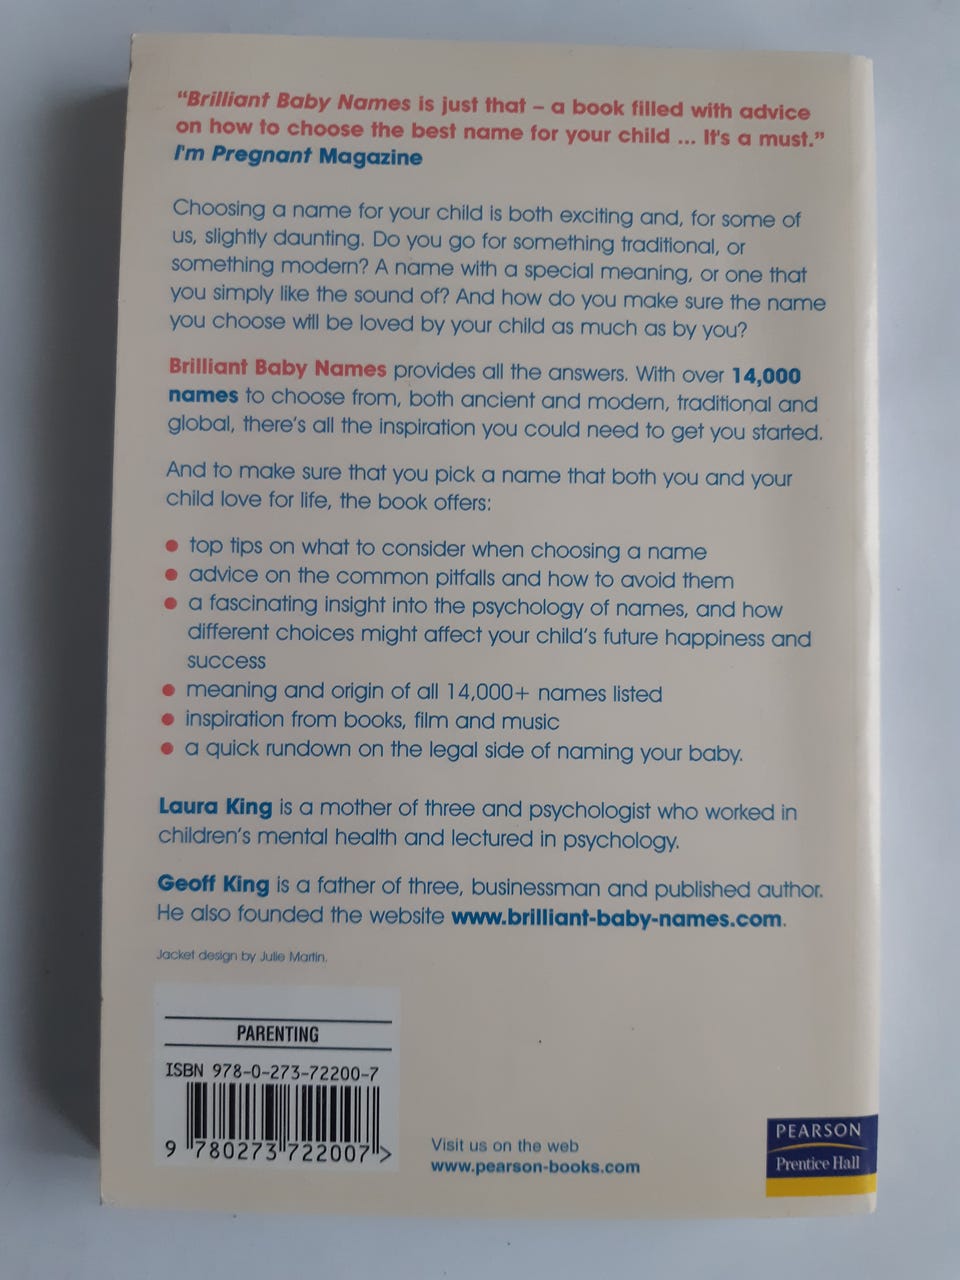 “Brilliant Baby Names is just that – a book filled with advice
on how to choose the best name for your child ... It's a must.”
I'm Pregnant Magazine
Choosing a name for your child is both exciting and, for some of
us, slightly daunting. Do you go for something traditional, or
something modern? A name with a special meaning, or one that
you simply like the sound of? And how do you make sure the name
you choose will be loved by your child as much as by you?
Brilliant Baby Names provides all the answers. With over 14,000
names to choose from, both ancient and modern, traditional and
global, there's all the inspiration you could need to get you started.
And to make sure that you pick a name that both you and your
child love for life, the book offers:
● top tips on what to consider when choosing a name
● advice on the common pitfalls and how to avoid them
● a fascinating insight into the psychology of names, and how
different choices might affect your child's future happiness and
success
● meaning and origin of all 14,000+ names listed
● inspiration from books, film and music
● a quick rundown on the legal side of naming your baby.
Laura King is a mother of three and psychologist who worked in
children's mental health and lectured in psychology.
Geoff King is a father of three, businessman and published author.
He also founded the website www.brilliant-baby-names.com.
Jacket design by Julie Martin.
PARENTING
ISBN 978-0-273-72200-7
9 780273 722007 >
Visit us on the web
www.pearson-books.com
PEARSON
Prentice Hall